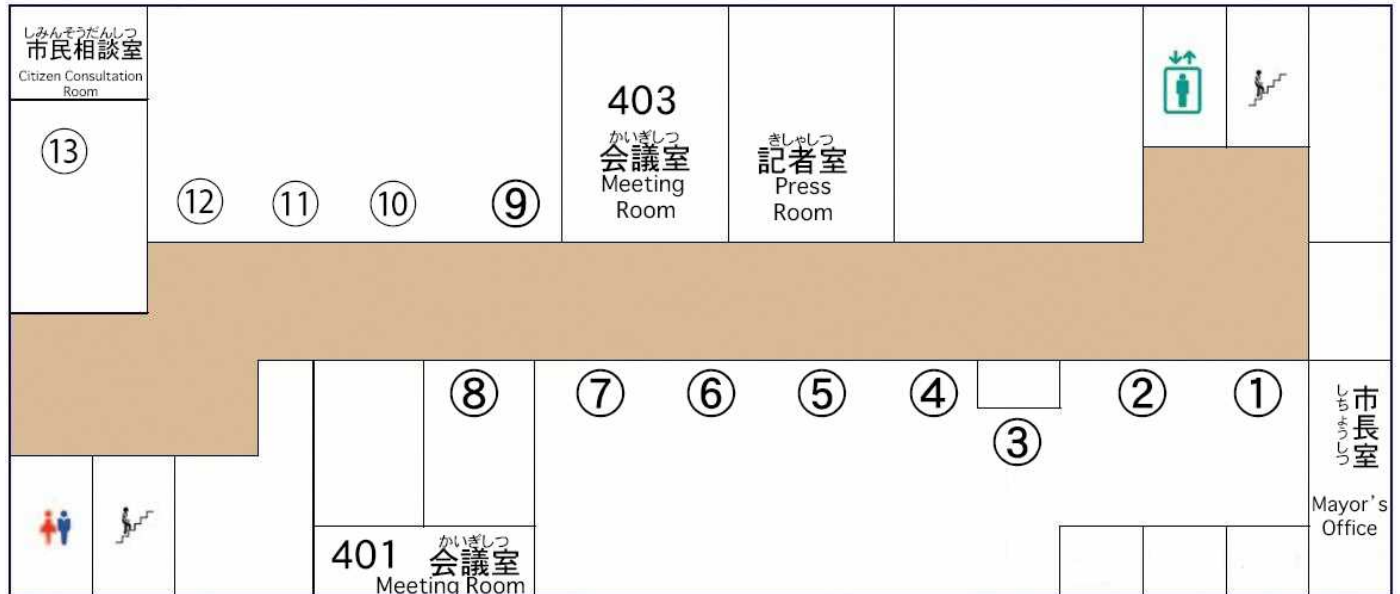 しみんそうだんしつ
市民相談室
Citizen Consultation
Room
⑬
⑫
⑪
⑩
⑨
403
かいぎしつ
会議室
Meeting
Room
きしゃしつ
記者室
Press
Room
⑧
⑦
⑥
⑤
④
③
②
①
しちょうしつ
市長室
Mayor's
Office
401
かいぎしつ
会議室
Meeting Room